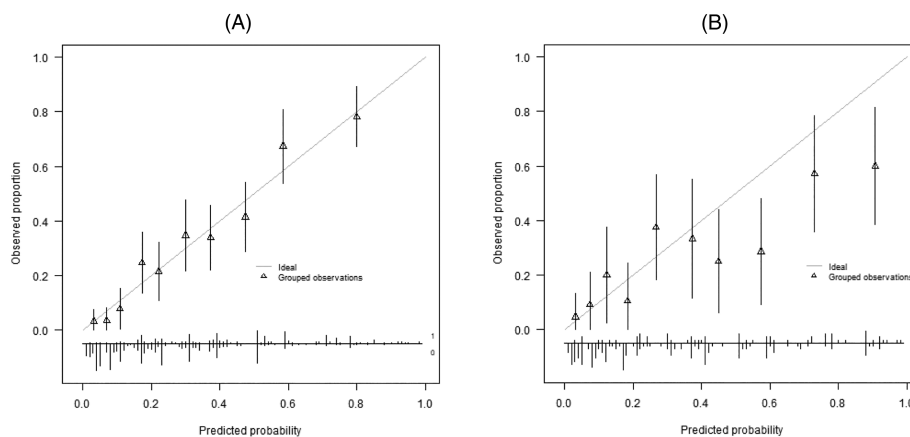 (A)
1.0
0.8
0.6
0.4
0.2
0.0
Observed proportion
Ideal
Grouped observations
1
0
0.0 0.2 0.4 0.6 0.8 1.0
Predicted probability
(B)
1.0
0.8
0.6
0.4
0.2
0.0
Observed proportion
Ideal
Grouped observations
0.0 0.2 0.4 0.6 0.8 1.0
Predicted probability